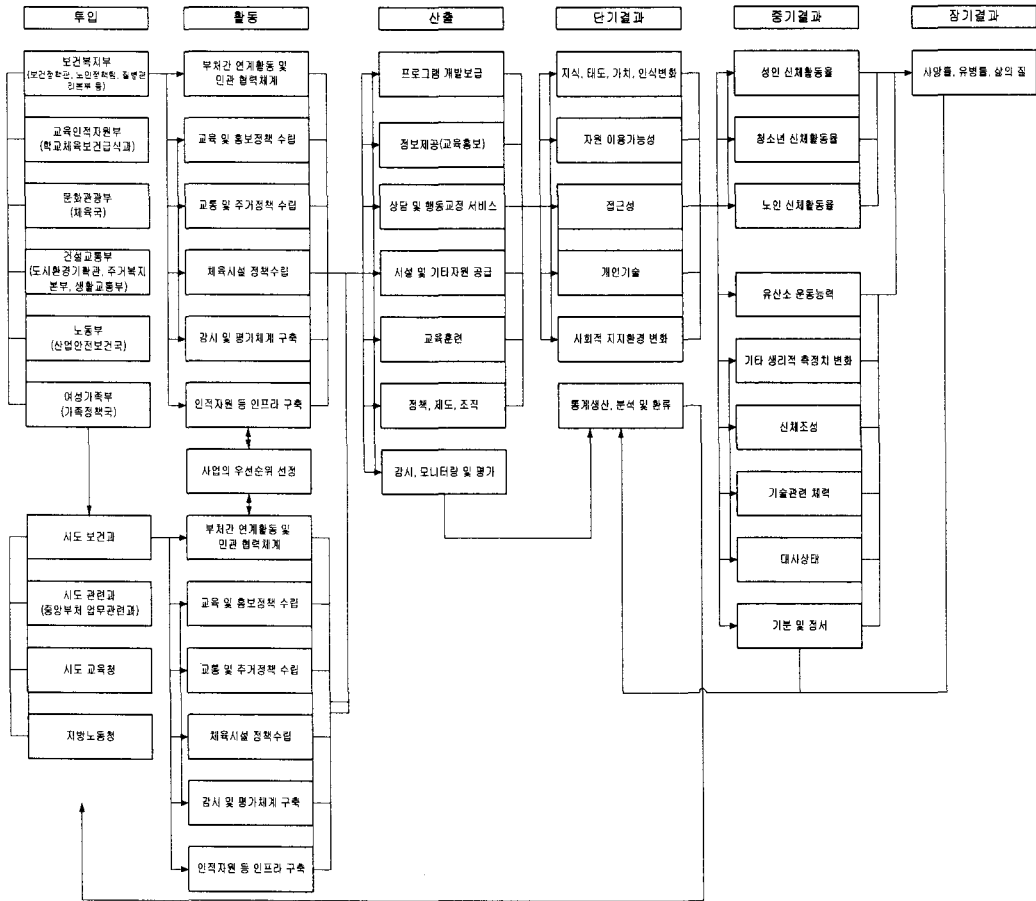 투입
활동
산출
단기결과
중기결과
장기결과
보건복지부
(보건정책관, 노인정책팀, 질병관
리본부 등)
교육인적자원부
(학교체육보건급식과)
문화관광부
(체육국)
건설교통부
(도시환경기획관, 주거복지
본부, 생활교통부)
노동부
(산업안전보건국)
여성가족부
(가족정책국)
시도 보건과
시도 관련과
(중앙부처 업무관련과)
시도 교육청
지방노동청
부처간 연계활동 및
민관 협력체계
교육 및 홍보정책 수립
교통 및 주거정책 수립
체육시설 정책수립
감시 및 평가체계 구축
인적자원 등 인프라 구축
사업의 우선순위 선정
부처간 연계활동 및
민관 협력체계
교육 및 홍보정책 수립
교통 및 주거정책 수립
체육시설 정책수립
감시 및 평가체계 구축
인적자원 등 인프라 구축
프로그램 개발보급
정보제공(교육홍보)
상담 및 행동교정 서비스
시설 및 기타자원 공급
교육훈련
정책, 제도, 조직
감시, 모니터링 및 평가
지식, 태도, 가치, 인식변화
자원 이용가능성
접근성
개인기술
사회적 지지환경 변화
통계생산, 분석 및 환류
성인 신체활동율
청소년 신체활동율
노인 신체활동율
유산소 운동능력
기타 생리적 측정치 변화
신체조성
기술관련 체력
대사상태
기분 및 정서
사망률, 유병률, 삶의 질